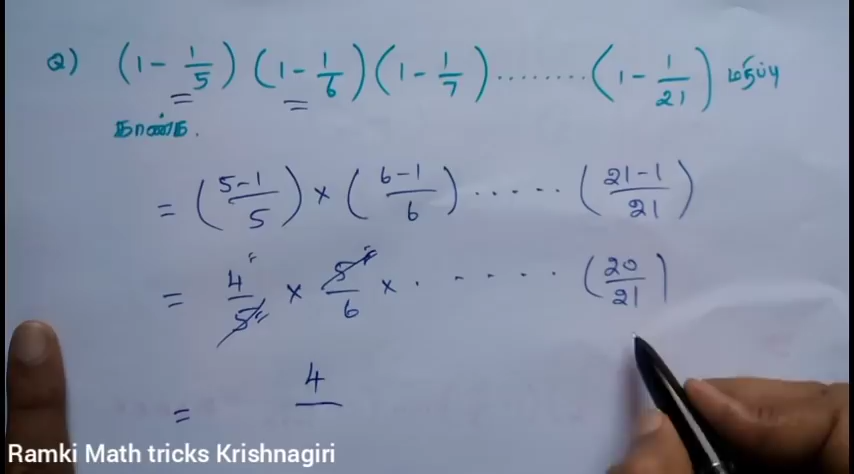 Q) (1 - 1/5) (1 - 1/6) (1 - 1/7) ........ (1 - 1/21) மதிப்பு
காண்க.
= (5-1/5) × (6-1/6) ...... (21-1/21)
= 4/5 × 5/6 × . - - - - . . (20/21)
= 4
Ramki Math tricks Krishnagiri